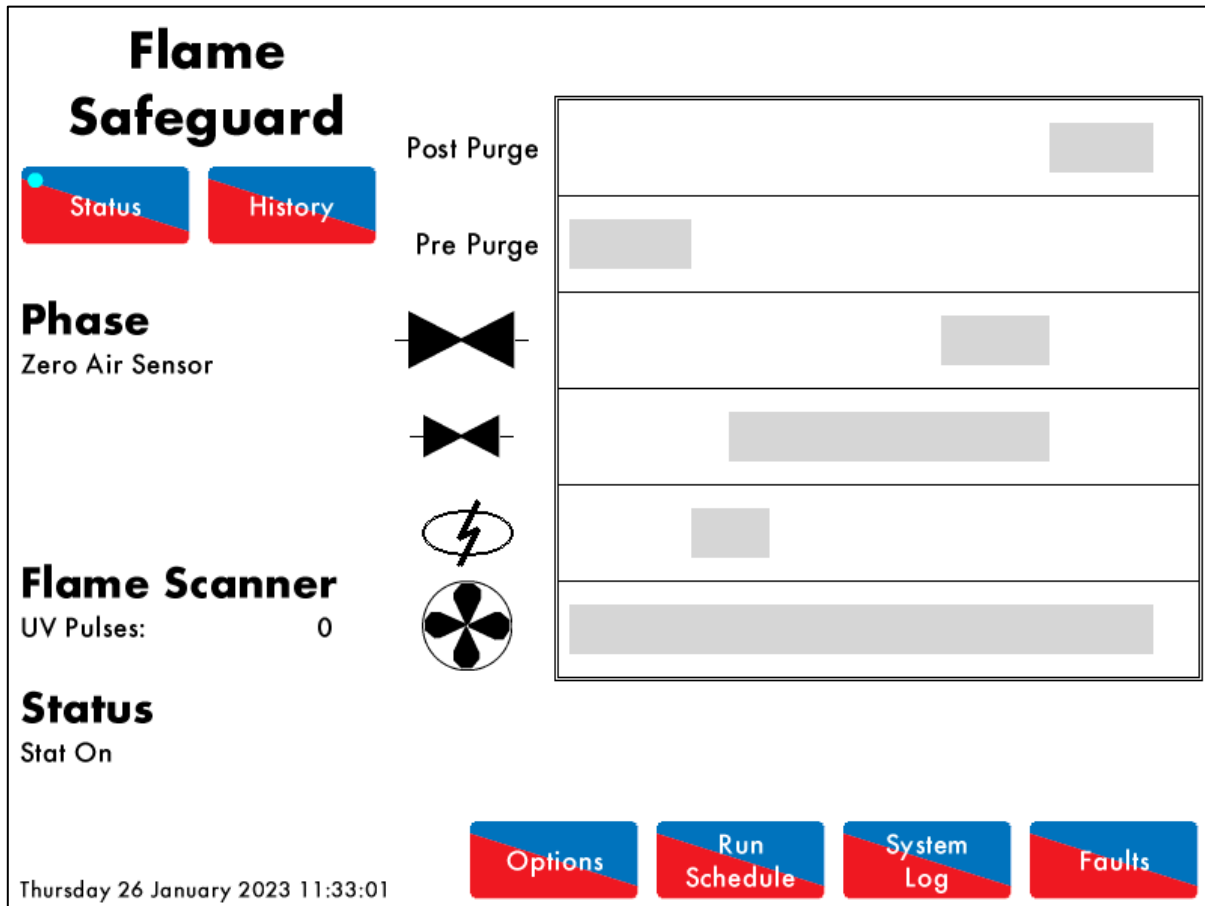 Flame
Safeguard
Status
History
Post Purge
Pre Purge
Phase
Zero Air Sensor
Flame Scanner
UV Pulses: 0
Status
Stat On
Options
Run
Schedule
System
Log
Faults
Thursday 26 January 2023 11:33:01